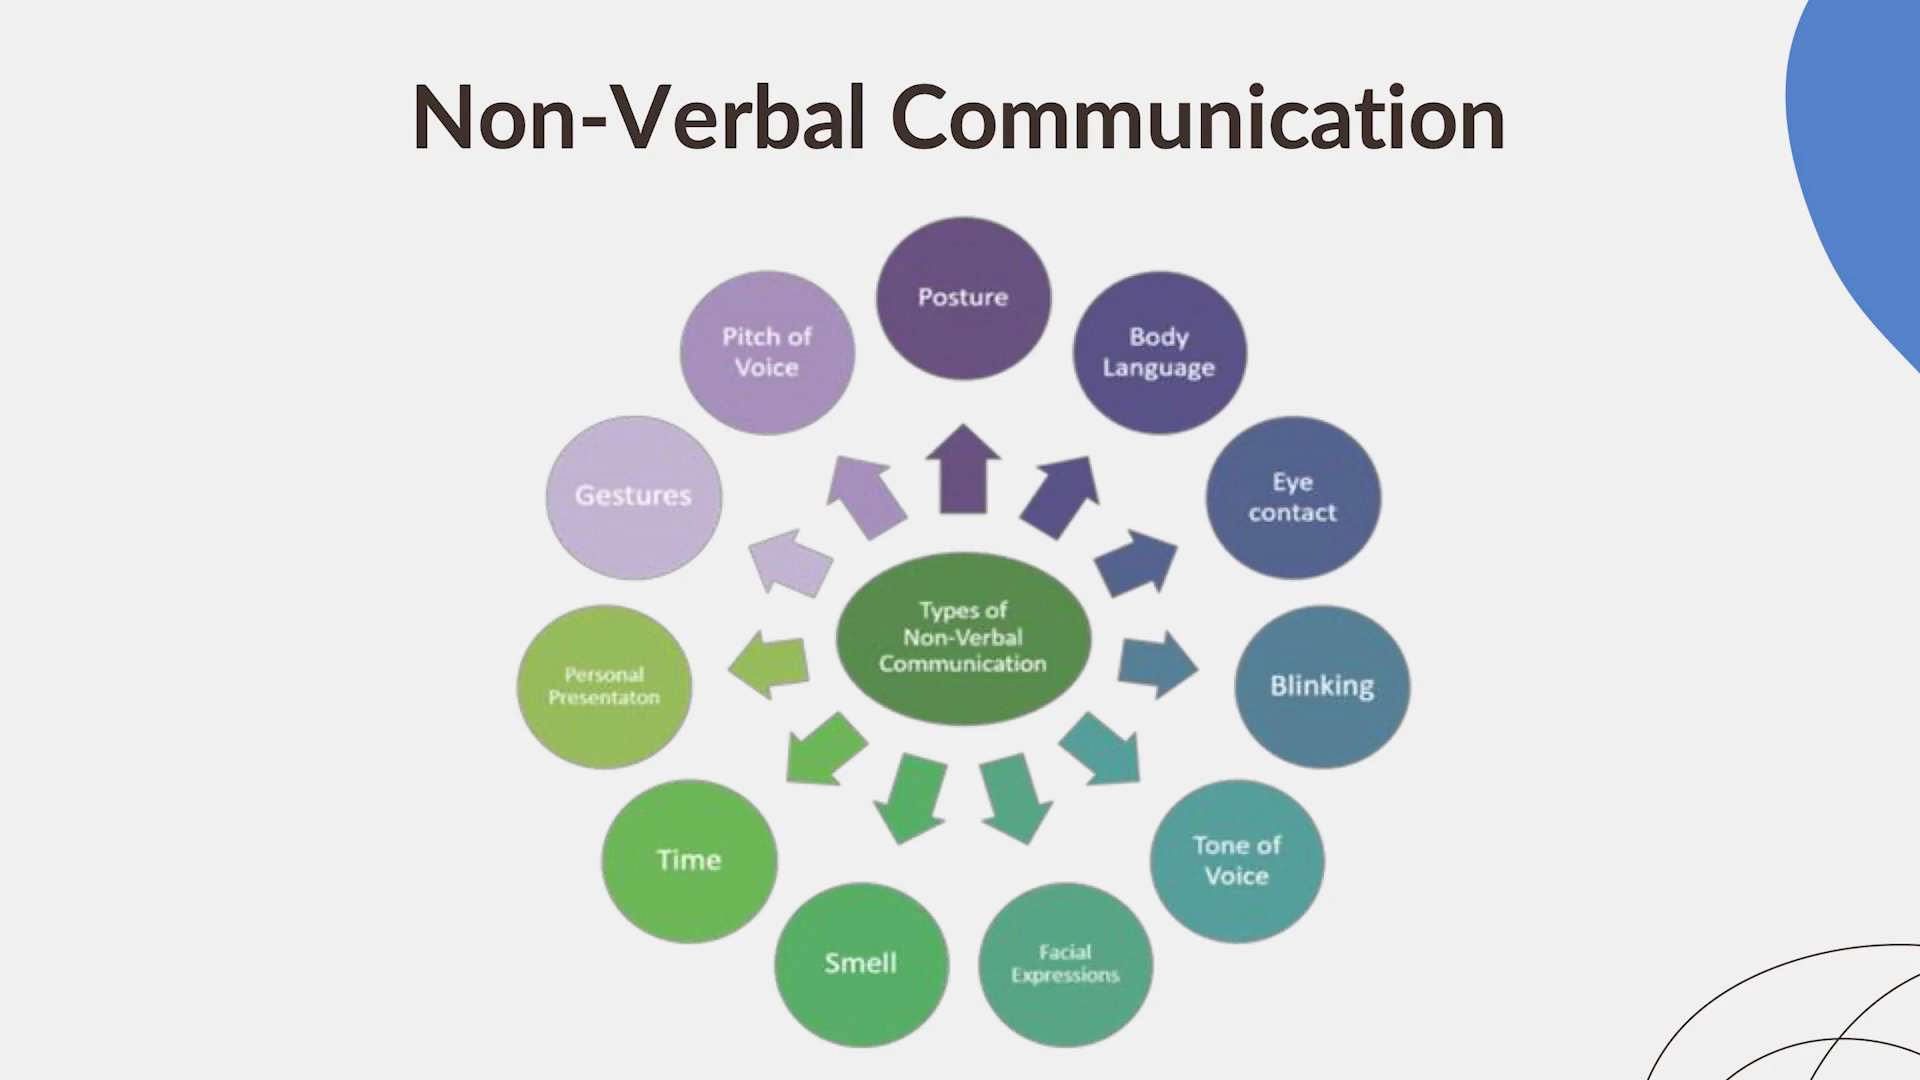 Non-Verbal Communication
Posture
Body
Language
Eye
contact
Blinking
Tone of
Voice
Facial
Expressions
Smell
Time
Personal
Presentaton
Gestures
Pitch of
Voice
Types of
Non-Verbal
Communication